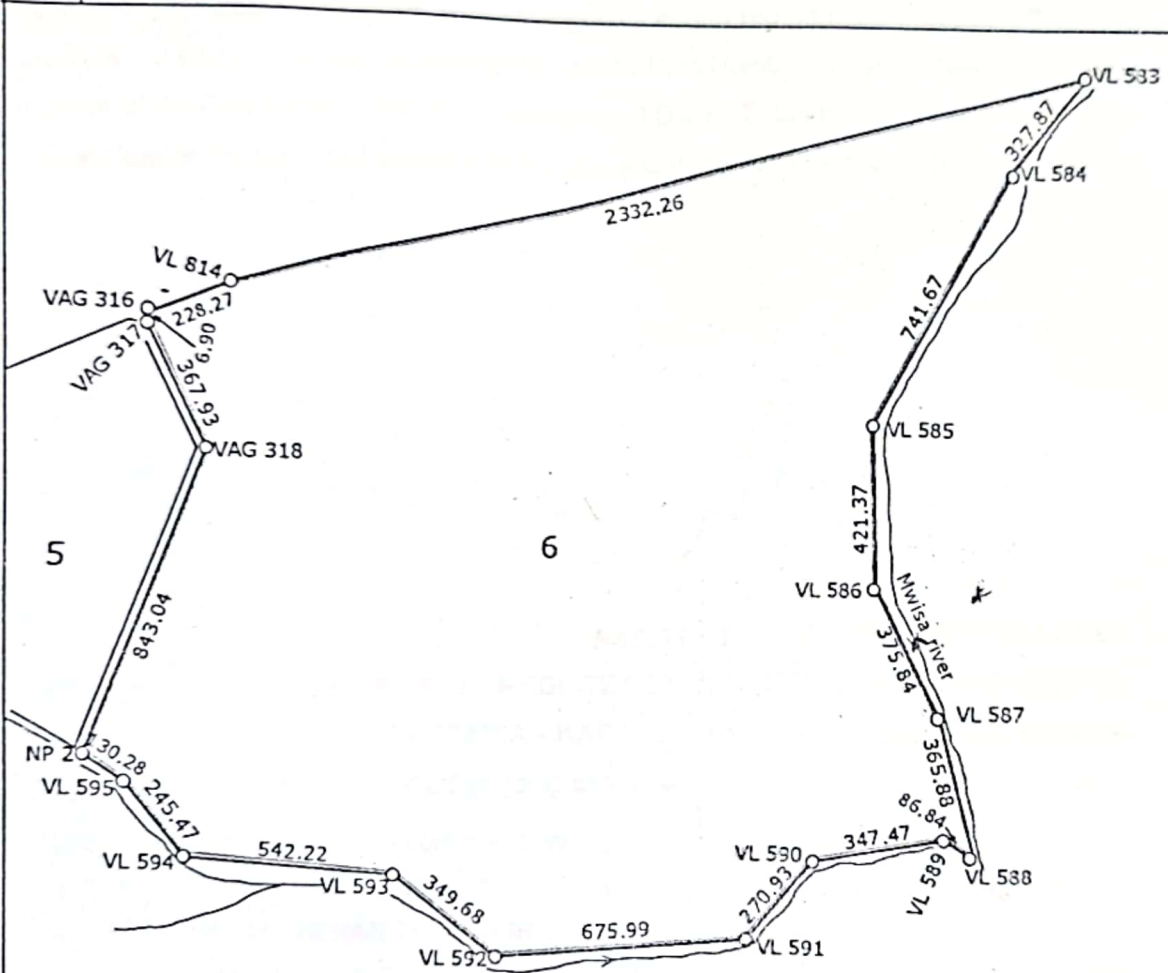 VL 583
327.87
VL 584
2332.26
VL 814
VAG 316
228.27
6.90
VAG 317
367.93
741.67
VAG 318
VL 585
421.37
5
6
VL 586
Mwisa river
375.84
843.04
VL 587
365.88
NP 2
130.28
VL 595
245.47
86.84
347.47
VL 589
VL 588
VL 590
542.22
VL 594
VL 593
349.68
270.93
675.99
VL 591
VL 592